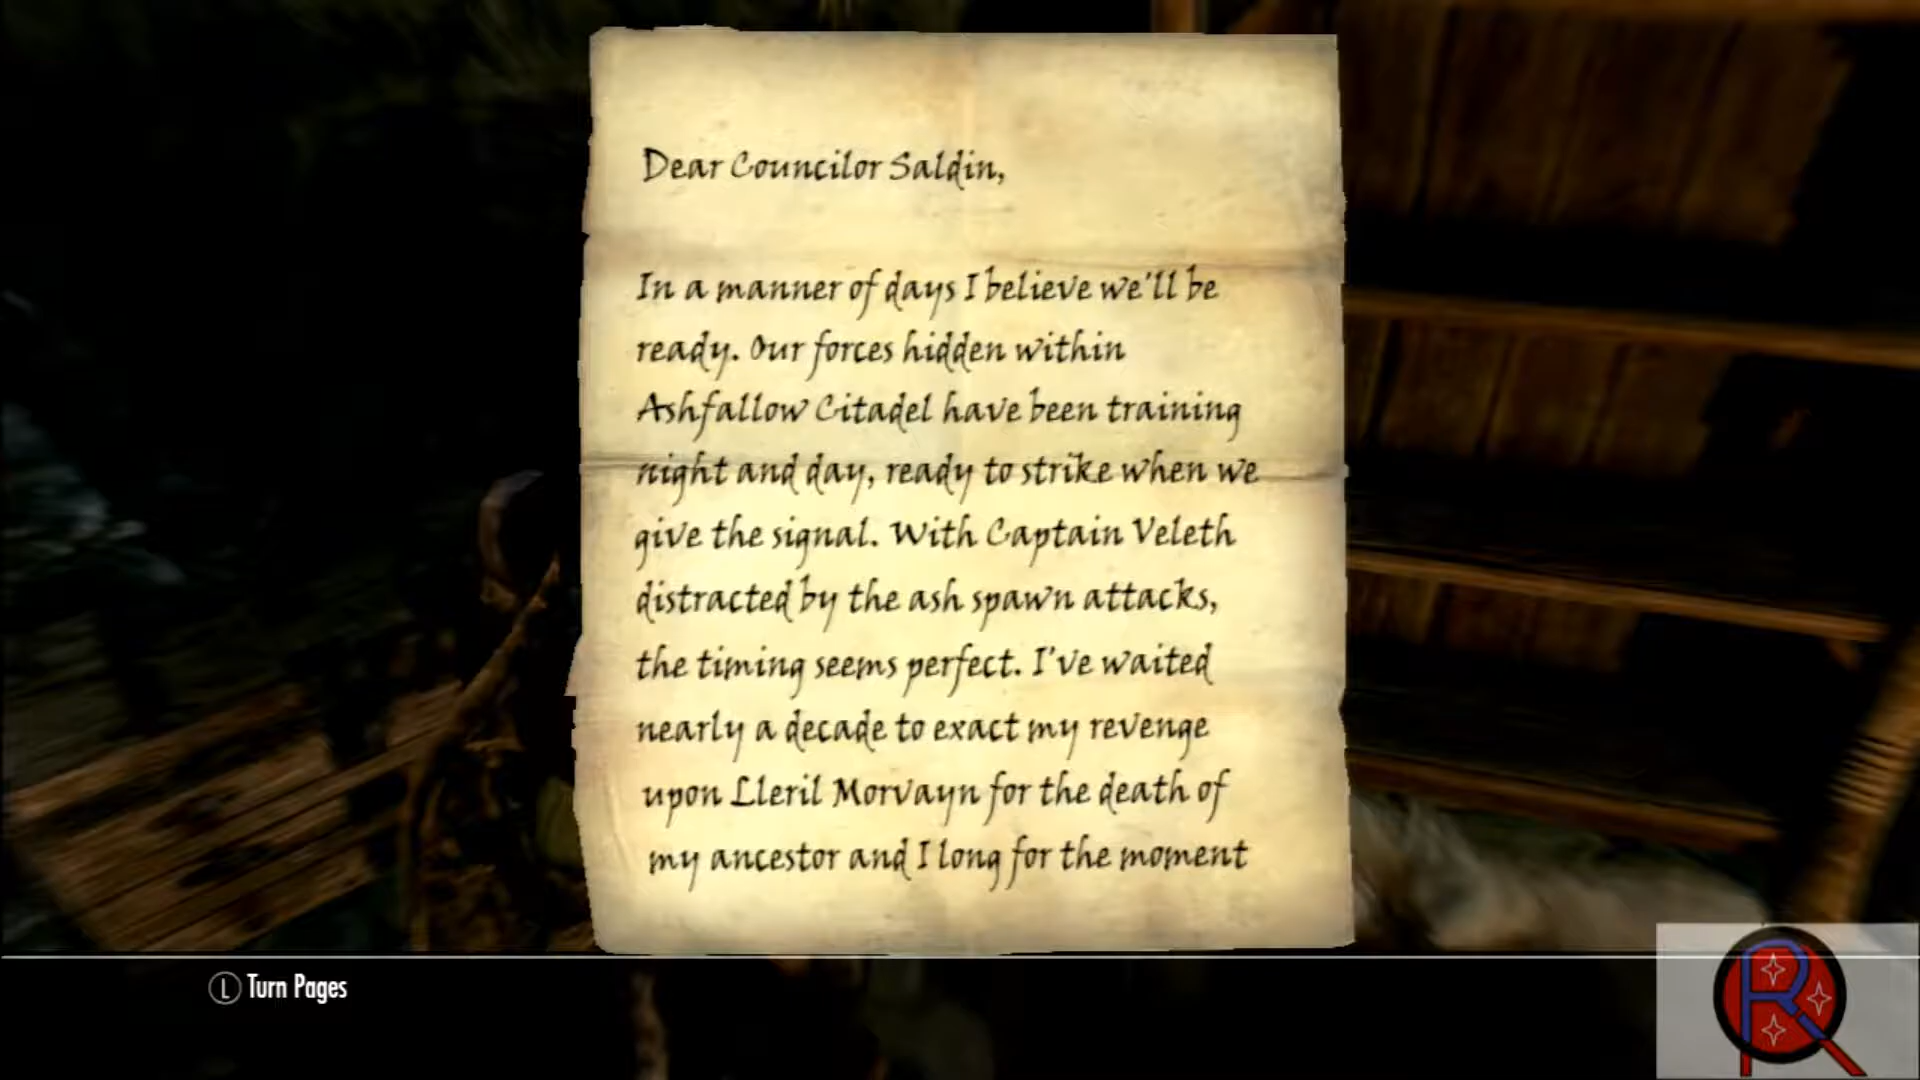 Dear Councilor Saldin,
In a manner of days I believe we'll be
ready. Our forces hidden within
Ashfallow Citadel have been training
night and day, ready to strike when we
give the signal. With Captain Veleth
distracted by the ash spawn attacks,
the timing seems perfect. I've waited
nearly a decade to exact my revenge
upon Lleril Morvayn for the death of
my ancestor and I long for the moment
L Turn Pages
R